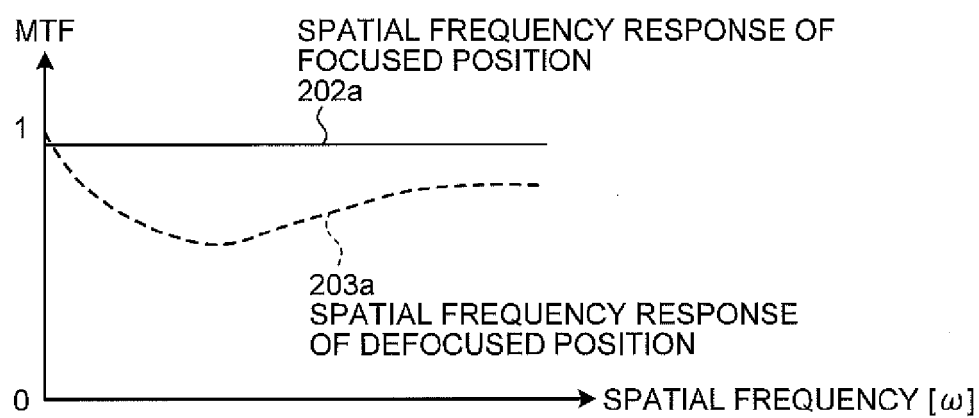 MTF
SPATIAL FREQUENCY RESPONSE OF
FOCUSED POSITION
202a
1
203a
SPATIAL FREQUENCY RESPONSE
OF DEFOCUSED POSITION
0
SPATIAL FREQUENCY [ω]